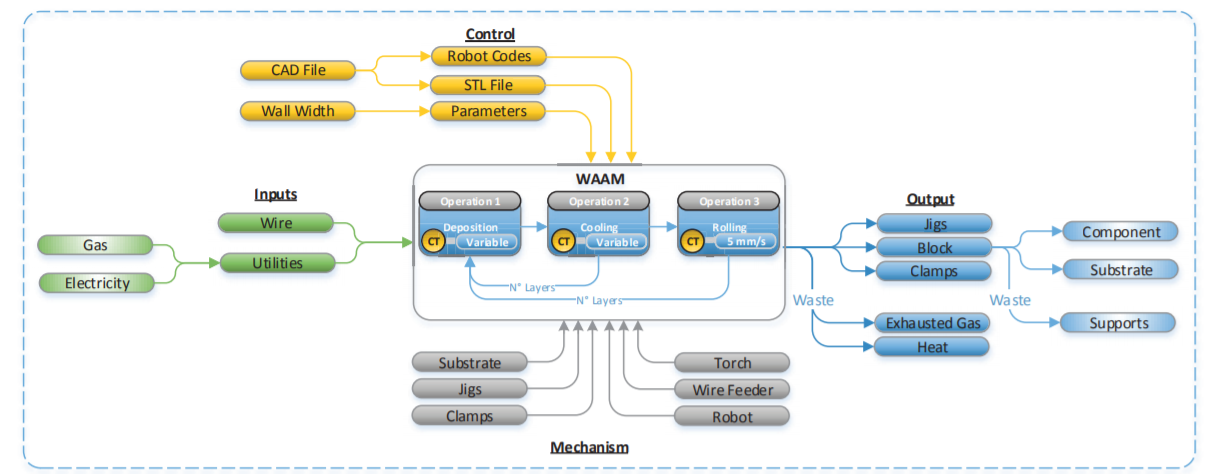 Control
CAD File
Robot Codes
STL File
Wall Width
Parameters
Inputs
Wire
Gas
Utilities
Electricity
WAAM
Operation 1
Deposition
CT
Variable
Operation 2
Cooling
CT
Variable
Operation 3
Rolling
CT
5 mm/s
N° Layers
N° Layers
Output
Jigs
Block
Clamps
Waste
Exhausted Gas
Heat
Component
Substrate
Waste
Supports
Substrate
Jigs
Clamps
Torch
Wire Feeder
Robot
Mechanism